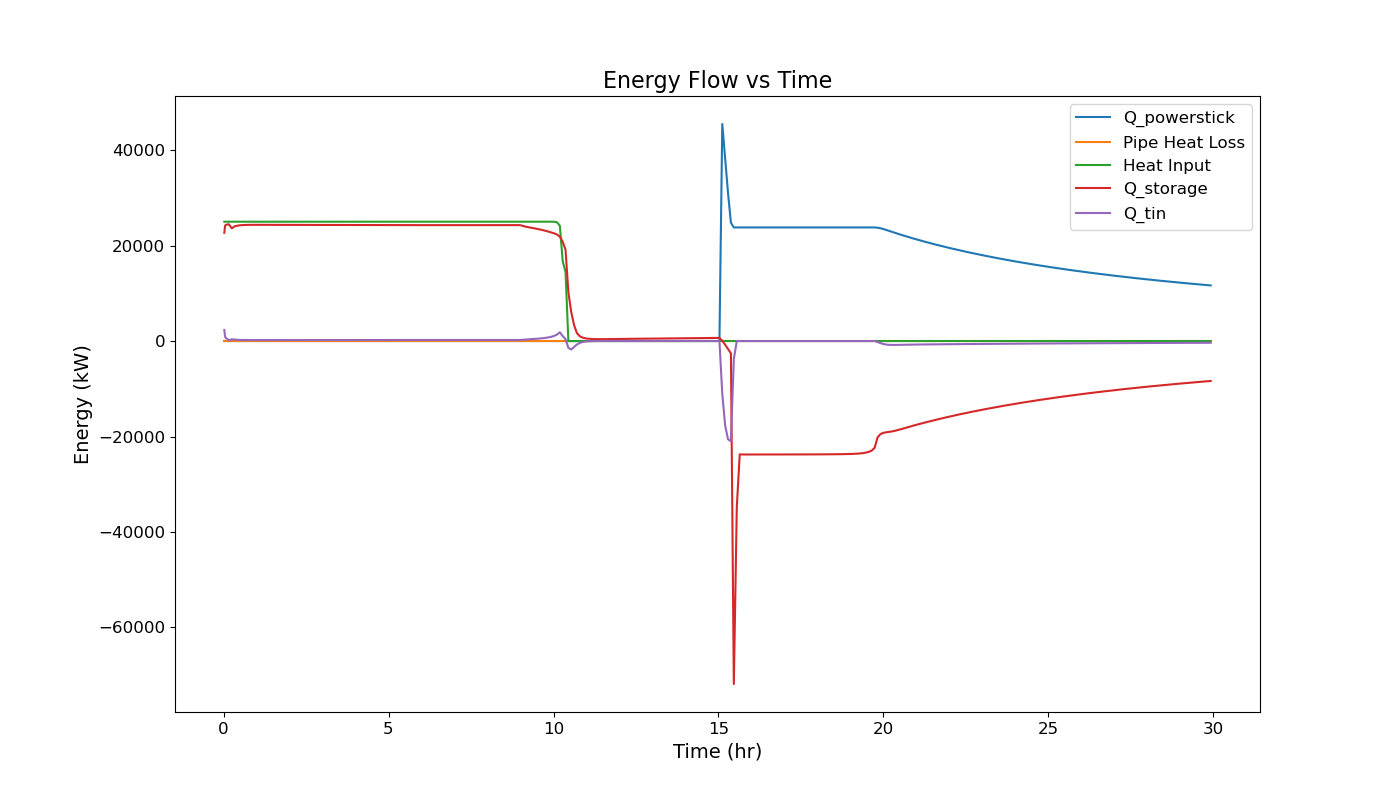 Energy Flow vs Time
Q_powerstick
Pipe Heat Loss
Heat Input
Q_storage
Q_tin
40000
20000
0
−20000
−40000
−60000
Energy (kW)
0 5 10 15 20 25 30
Time (hr)